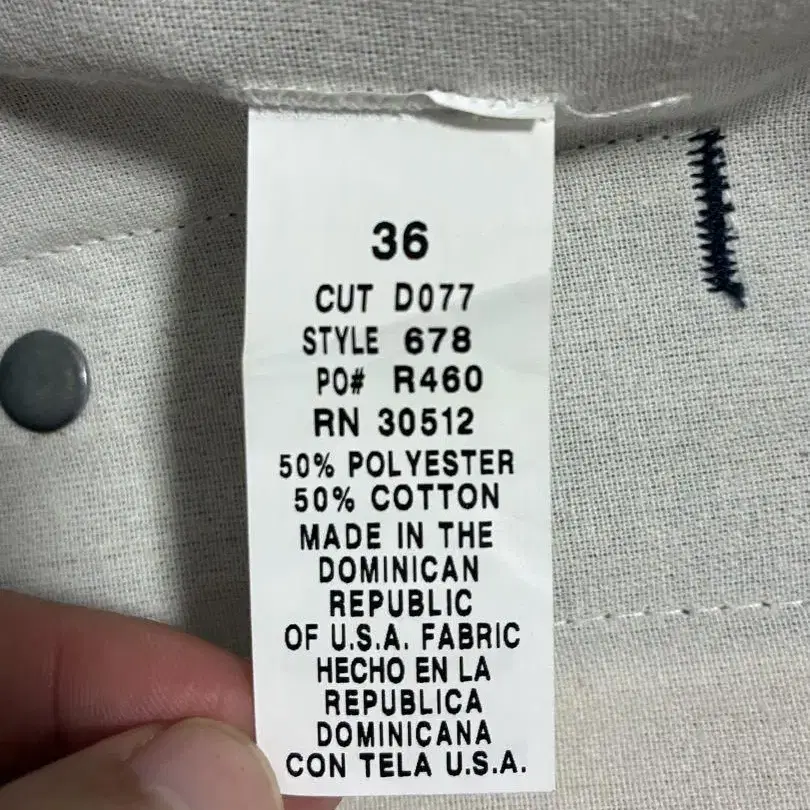 36
CUT D077
STYLE 678
PO# R460
RN 30512
50% POLYESTER
50% COTTON
MADE IN THE
DOMINICAN
REPUBLIC
OF U.S.A. FABRIC
HECHO EN LA
REPUBLICA
DOMINICANA
CON TELA U.S.A.